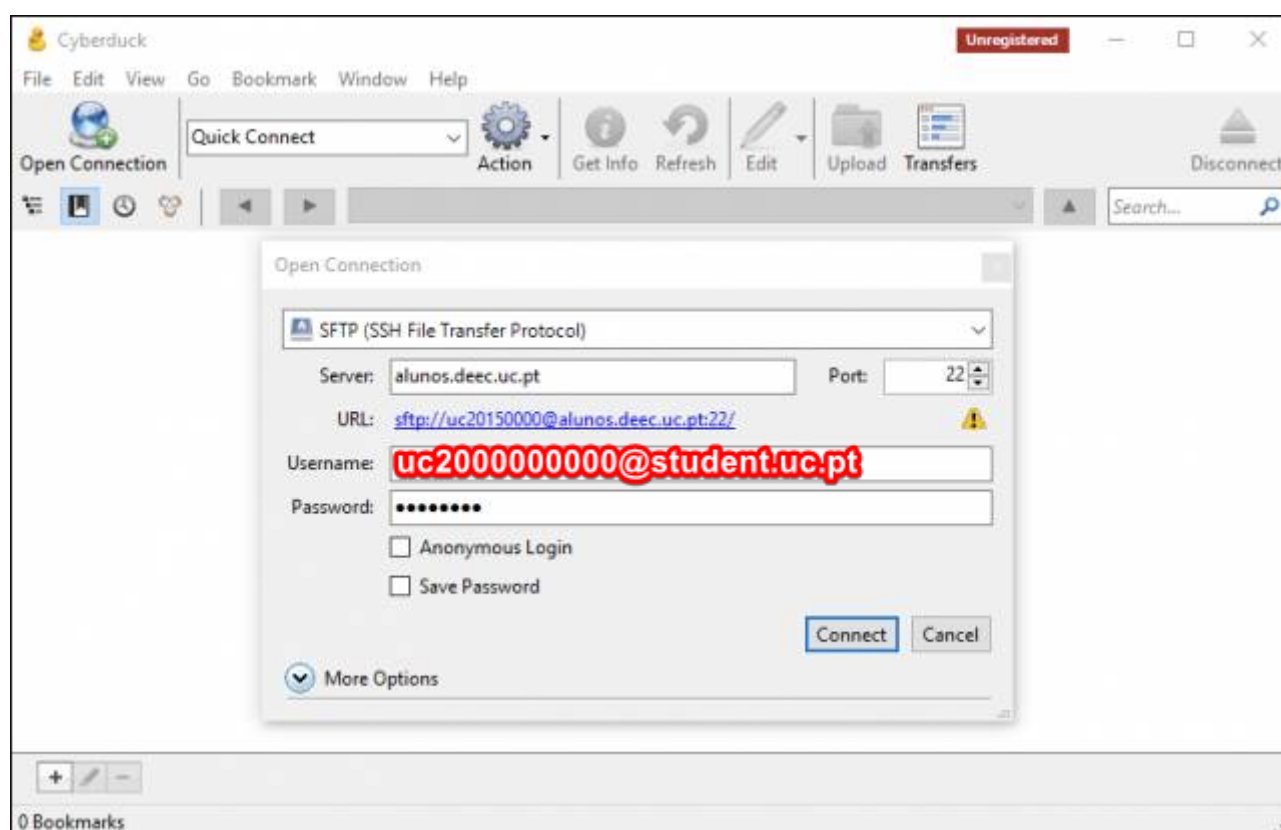 Cyberduck
Unregistered
File Edit View Go Bookmark Window Help
Open Connection
Quick Connect
Action
Get Info
Refresh
Edit
Upload
Transfers
Disconnect
Search...
Open Connection
SFTP (SSH File Transfer Protocol)
Server: alunos.deec.uc.pt Port: 22
URL: sftp://uc20150000@alunos.deec.uc.pt:22/
Username: uc2000000000@student.uc.pt
Password: ••••••••
Anonymous Login
Save Password
Connect Cancel
More Options
0 Bookmarks